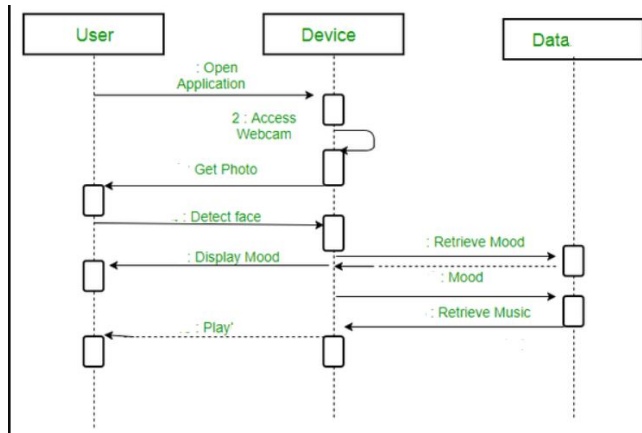 User
Device
Data
: Open
Application
2 : Access
Webcam
Get Photo
: Detect face
: Retrieve Mood
: Display Mood
: Mood
: Retrieve Music
: Play'